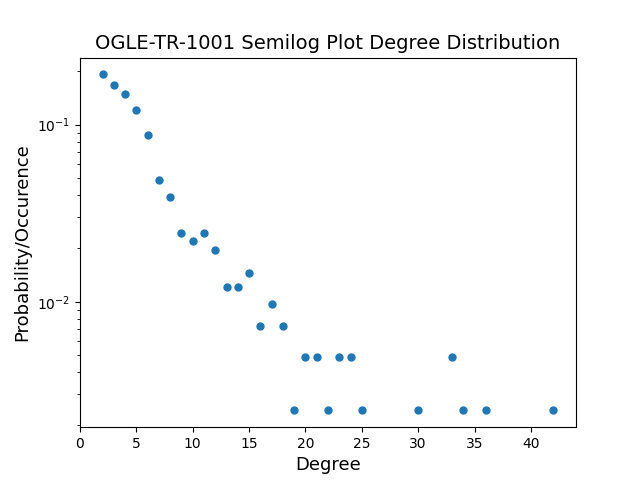 OGLE-TR-1001 Semilog Plot Degree Distribution
Probability/Occurence
10⁻¹
10⁻²
0 5 10 15 20 25 30 35 40
Degree